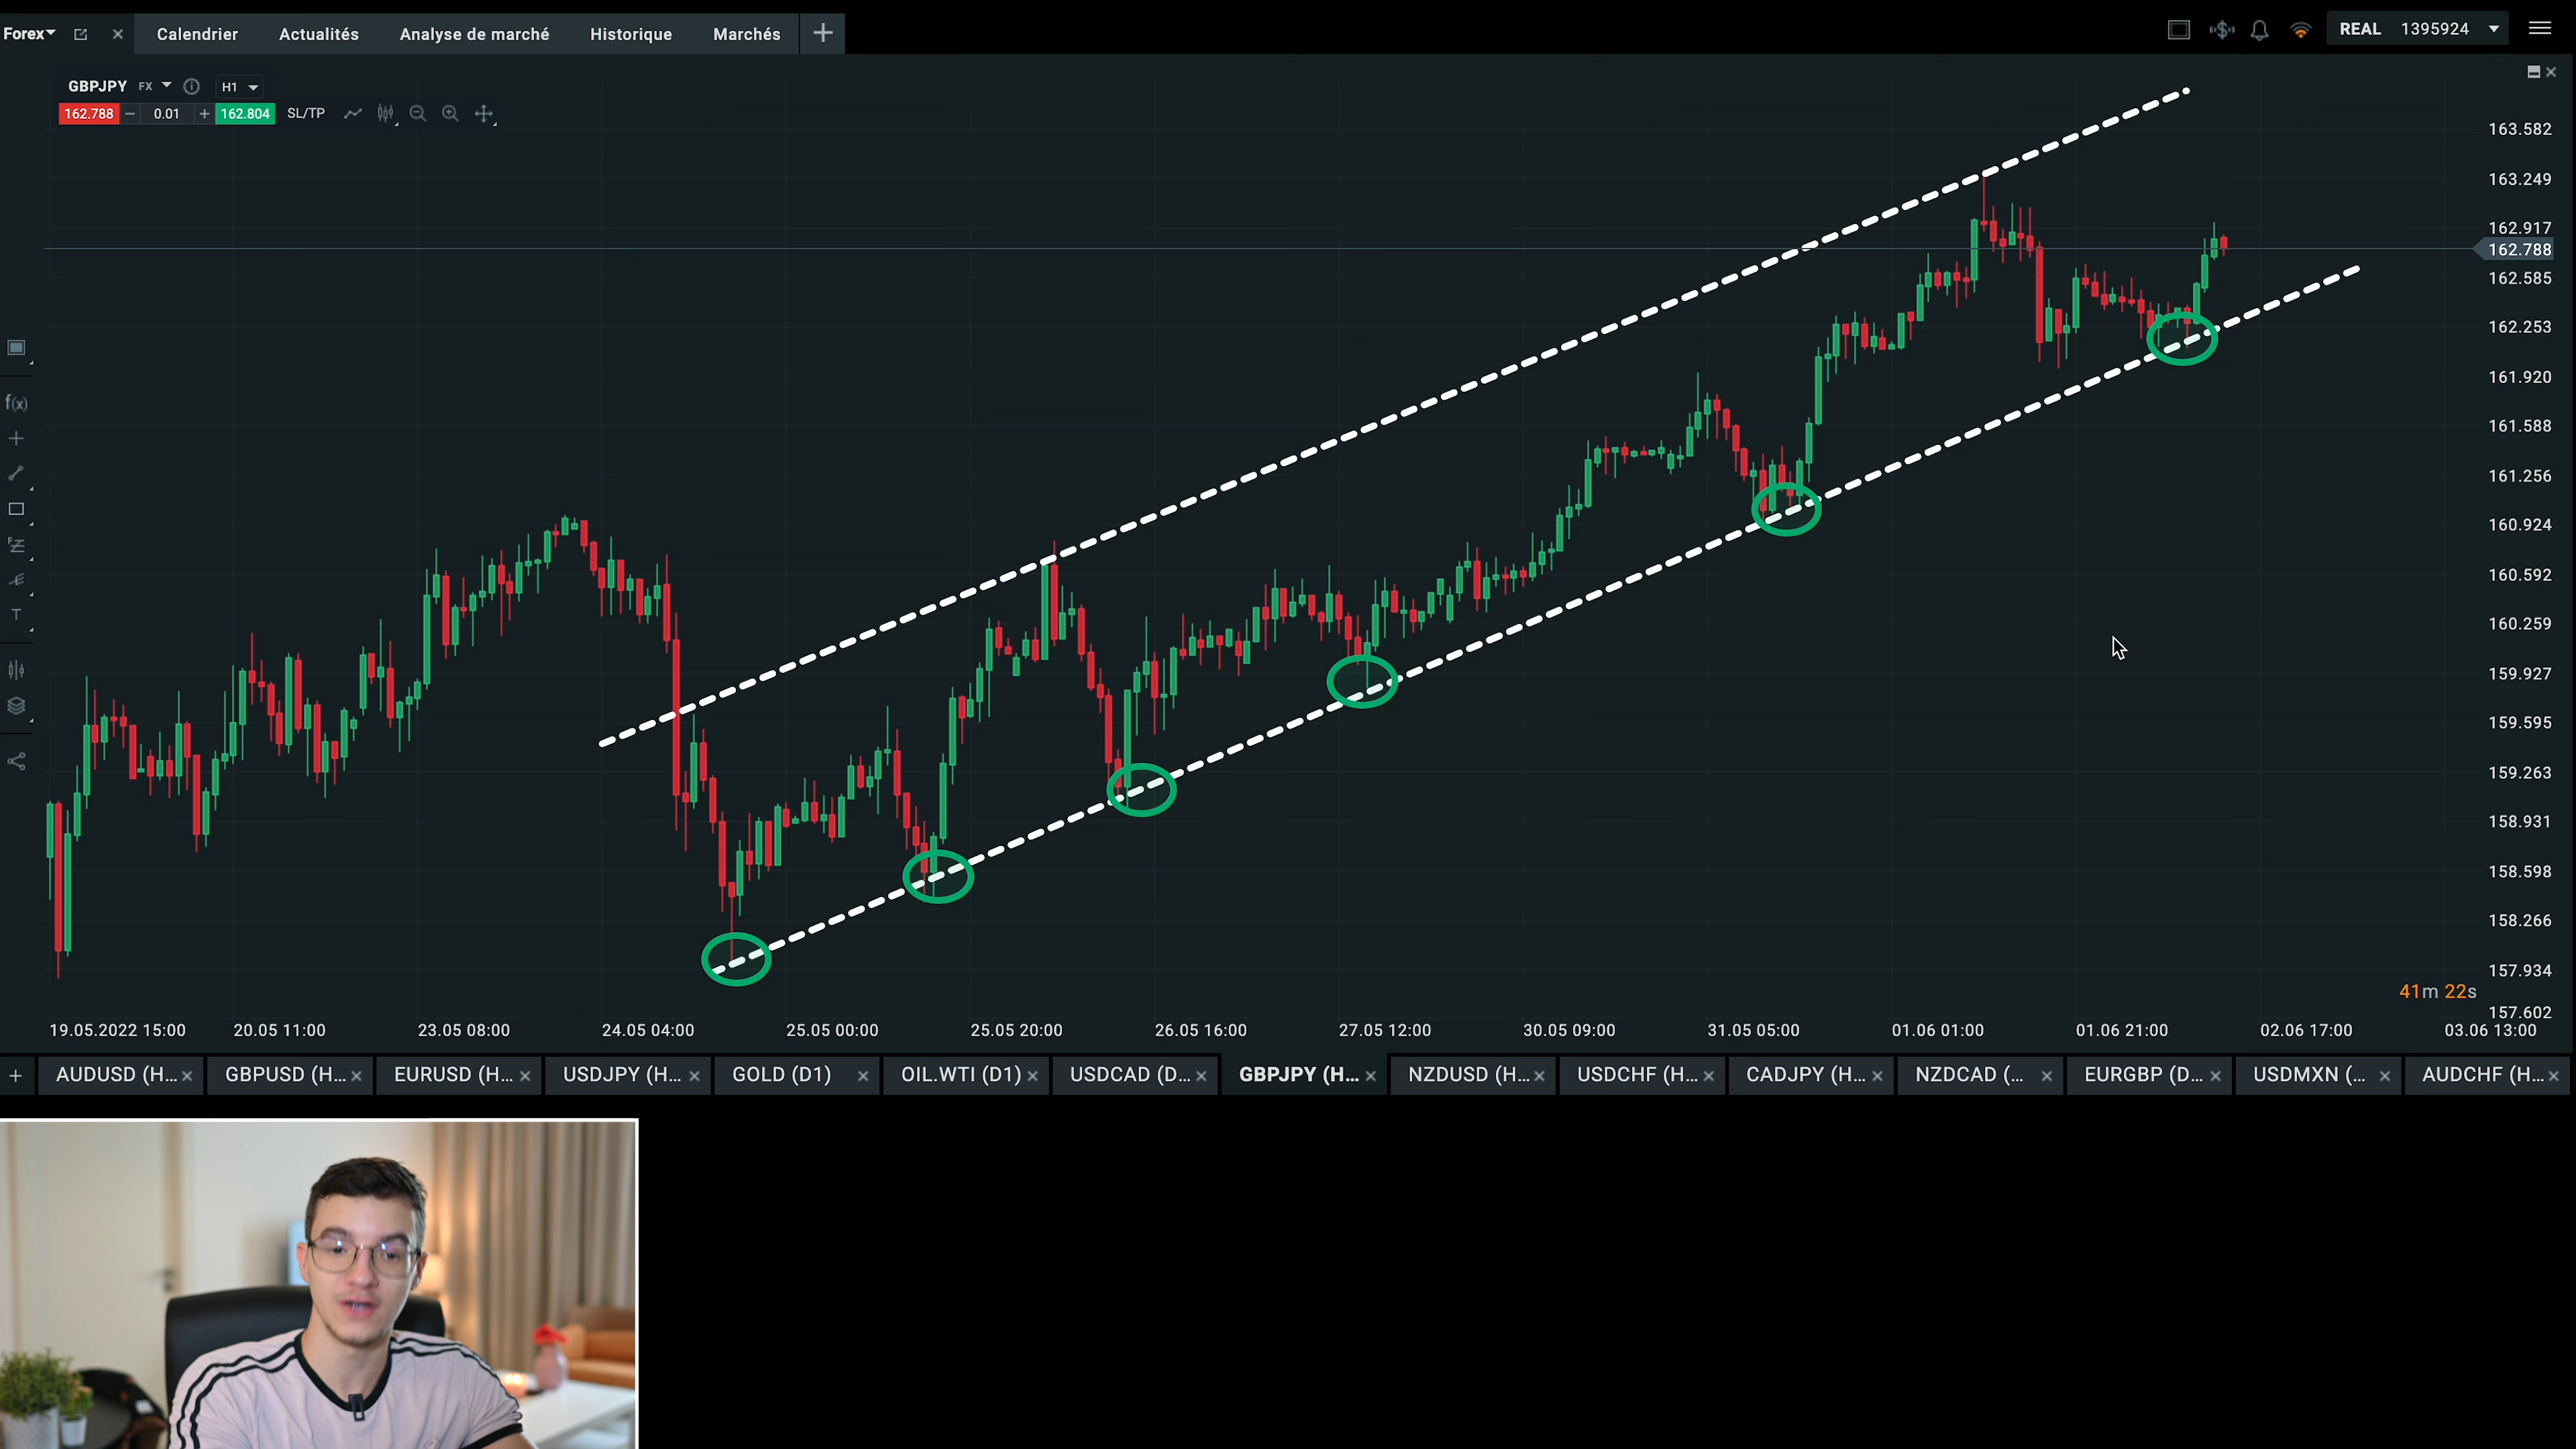 Forex Calendrier Actualités Analyse de marché Historique Marchés REAL 1395924
GBPJPY FX H1
162.788 0.01 162.804 SL/TP
163.582
163.249
162.917
162.788
162.585
162.253
161.920
161.588
161.256
160.924
160.592
160.259
159.927
159.595
159.263
158.931
158.598
158.266
157.934
157.602
f(x)
T
41m 22s
19.05.2022 15:00 20.05 11:00 23.05 08:00 24.05 04:00 25.05 00:00 25.05 20:00 26.05 16:00 27.05 12:00 30.05 09:00 31.05 05:00 01.06 01:00 01.06 21:00 02.06 17:00 03.06 13:00
AUDUSD (H... GBPUSD (H... EURUSD (H... USDJPY (H... GOLD (D1) OIL.WTI (D1) USDCAD (D... GBPJPY (H... NZDUSD (H... USDCHF (H... CADJPY (H... NZDCAD (... EURGBP (D... USDMXN (... AUDCHF (H...